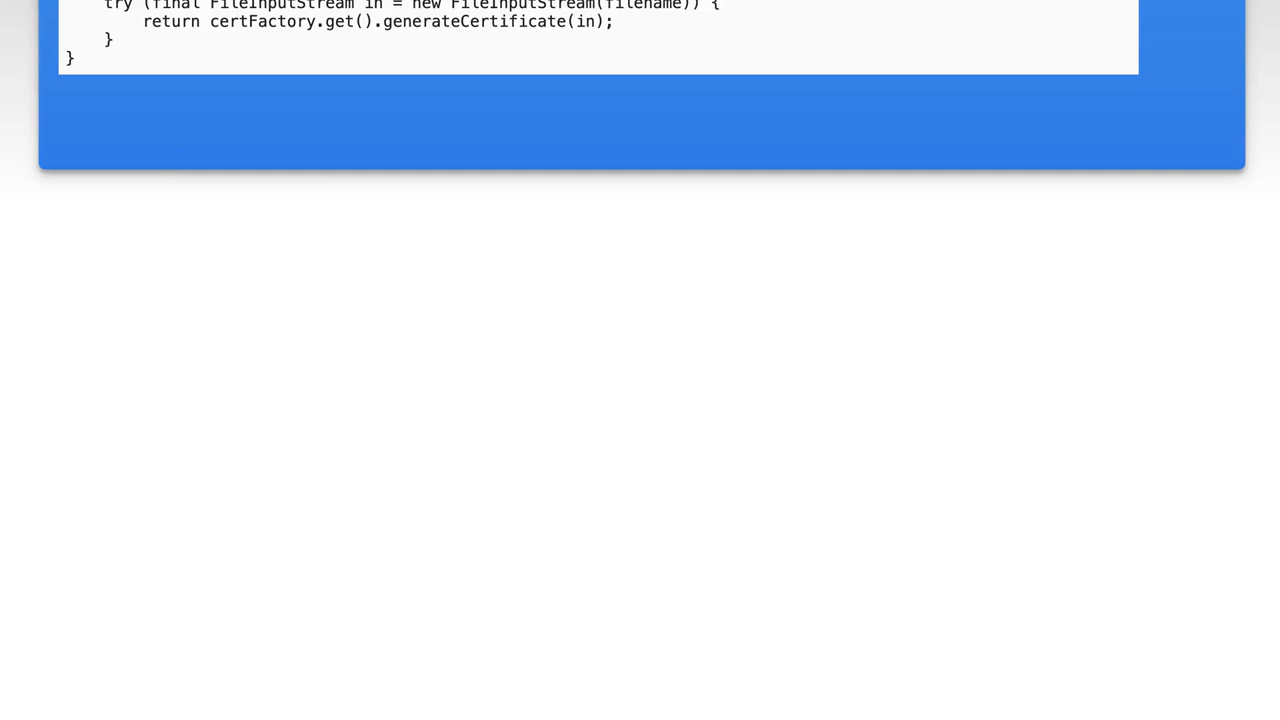 try (final FileInputStream in = new FileInputStream(filename)) {
return certFactory.get().generateCertificate(in);
}
}